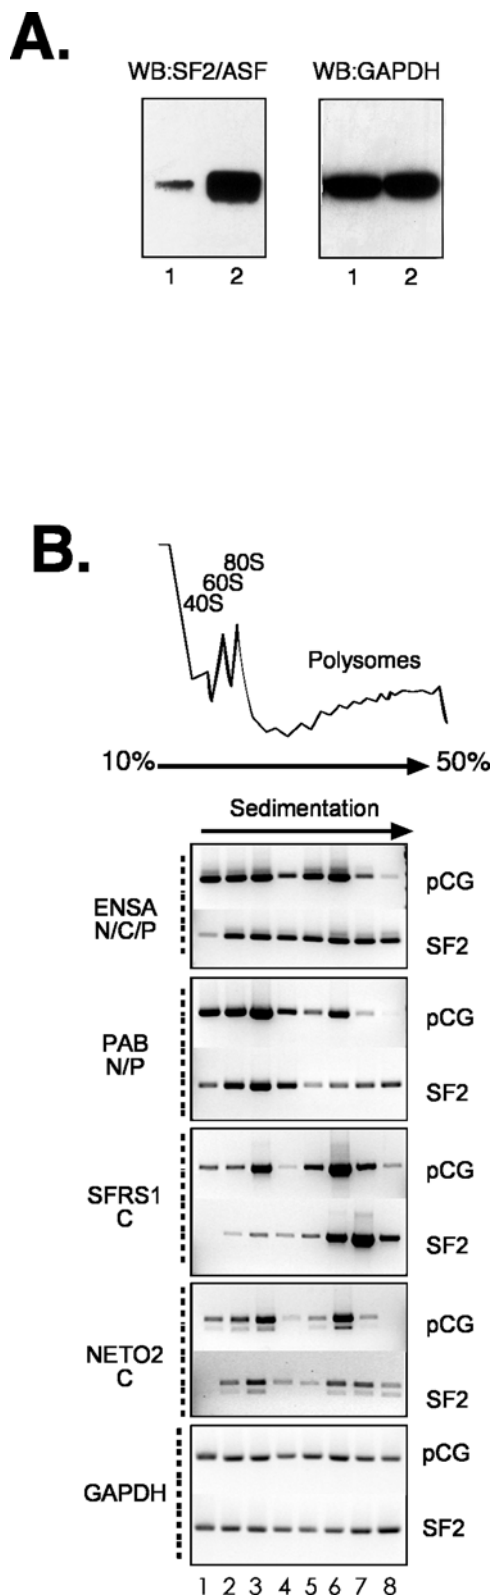 A.
WB:SF2/ASF WB:GAPDH
1 2 1 2
B.
80S
60S
40S
Polysomes
10% 50%
Sedimentation
ENSA
N/C/P
pCG
SF2
PAB
N/P
pCG
SF2
SFRS1
C
pCG
SF2
NETO2
C
pCG
SF2
GAPDH
pCG
SF2
1 2 3 4 5 6 7 8